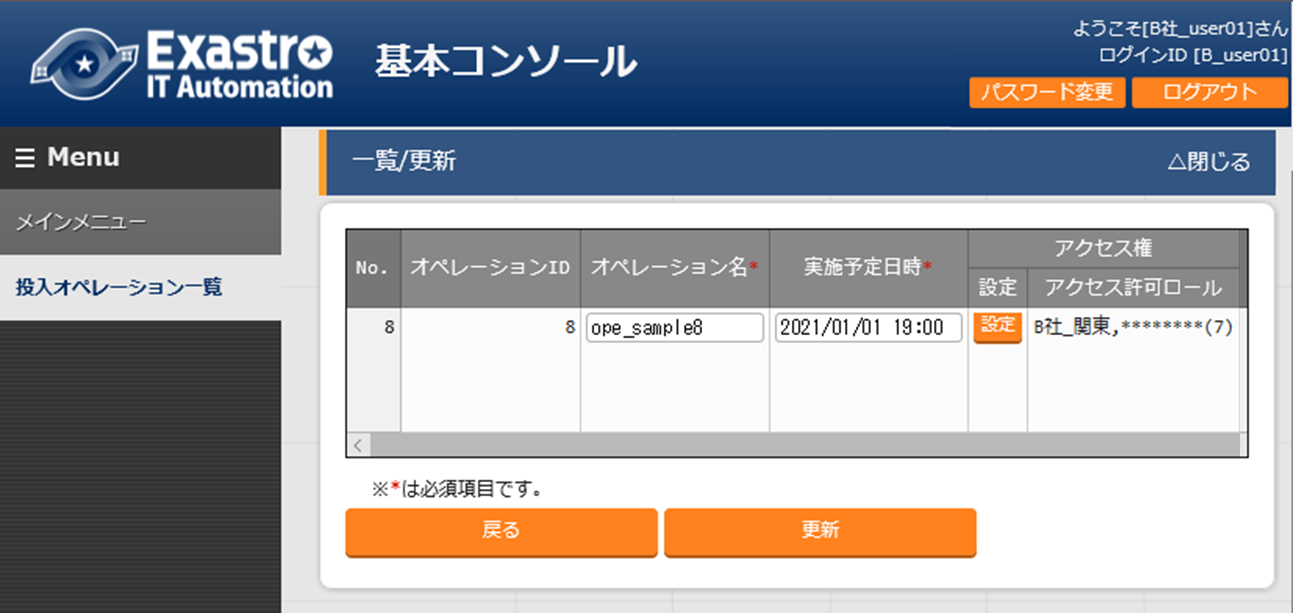 Exastro
IT Automation
基本コンソール
ようこそ[B社_user01]さん
ログインID [B_user01]
パスワード変更 ログアウト
☰ Menu
メインメニュー
投入オペレーション一覧
一覧/更新 △閉じる
No. オペレーションID オペレーション名* 実施予定日時* アクセス権
設定 アクセス許可ロール
8 8 ope_sample8 2021/01/01 19:00 設定 B社_関東,********(7)
※*は必須項目です。
戻る 更新